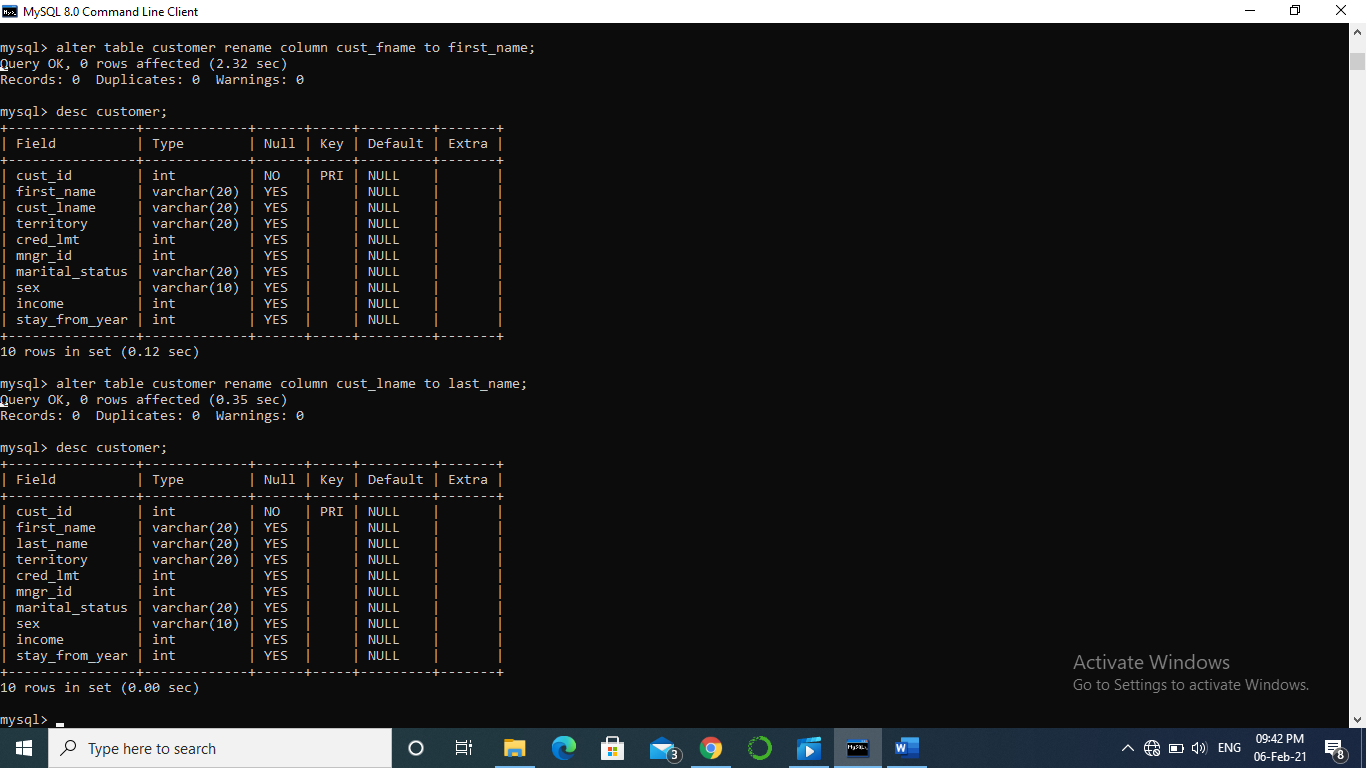 MySQL 8.0 Command Line Client
mysql> alter table customer rename column cust_fname to first_name;
Query OK, 0 rows affected (2.32 sec)
Records: 0  Duplicates: 0  Warnings: 0
mysql> desc customer;
+----------------+-------------+------+-----+---------+-------+
| Field          | Type        | Null | Key | Default | Extra |
+----------------+-------------+------+-----+---------+-------+
| cust_id        | int         | NO   | PRI | NULL    |       |
| first_name     | varchar(20) | YES  |     | NULL    |       |
| cust_lname     | varchar(20) | YES  |     | NULL    |       |
| territory      | varchar(20) | YES  |     | NULL    |       |
| cred_lmt       | int         | YES  |     | NULL    |       |
| mngr_id        | int         | YES  |     | NULL    |       |
| marital_status | varchar(20) | YES  |     | NULL    |       |
| sex            | varchar(10) | YES  |     | NULL    |       |
| income         | int         | YES  |     | NULL    |       |
| stay_from_year | int         | YES  |     | NULL    |       |
+----------------+-------------+------+-----+---------+-------+
10 rows in set (0.12 sec)
mysql> alter table customer rename column cust_lname to last_name;
Query OK, 0 rows affected (0.35 sec)
Records: 0  Duplicates: 0  Warnings: 0
mysql> desc customer;
+----------------+-------------+------+-----+---------+-------+
| Field          | Type        | Null | Key | Default | Extra |
+----------------+-------------+------+-----+---------+-------+
| cust_id        | int         | NO   | PRI | NULL    |       |
| first_name     | varchar(20) | YES  |     | NULL    |       |
| last_name      | varchar(20) | YES  |     | NULL    |       |
| territory      | varchar(20) | YES  |     | NULL    |       |
| cred_lmt       | int         | YES  |     | NULL    |       |
| mngr_id        | int         | YES  |     | NULL    |       |
| marital_status | varchar(20) | YES  |     | NULL    |       |
| sex            | varchar(10) | YES  |     | NULL    |       |
| income         | int         | YES  |     | NULL    |       |
| stay_from_year | int         | YES  |     | NULL    |       |
+----------------+-------------+------+-----+---------+-------+
10 rows in set (0.00 sec)
mysql>
Activate Windows
Go to Settings to activate Windows.
Type here to search
3
ENG
09:42 PM
06-Feb-21
8